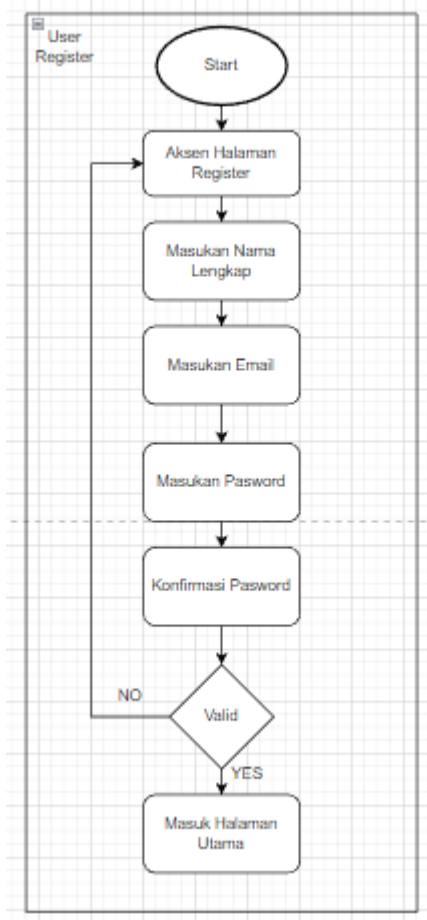 User
Register
Start
Aksen Halaman
Register
Masukan Nama
Lengkap
Masukan Email
Masukan Pasword
Konfirmasi Pasword
Valid
NO
YES
Masuk Halaman
Utama